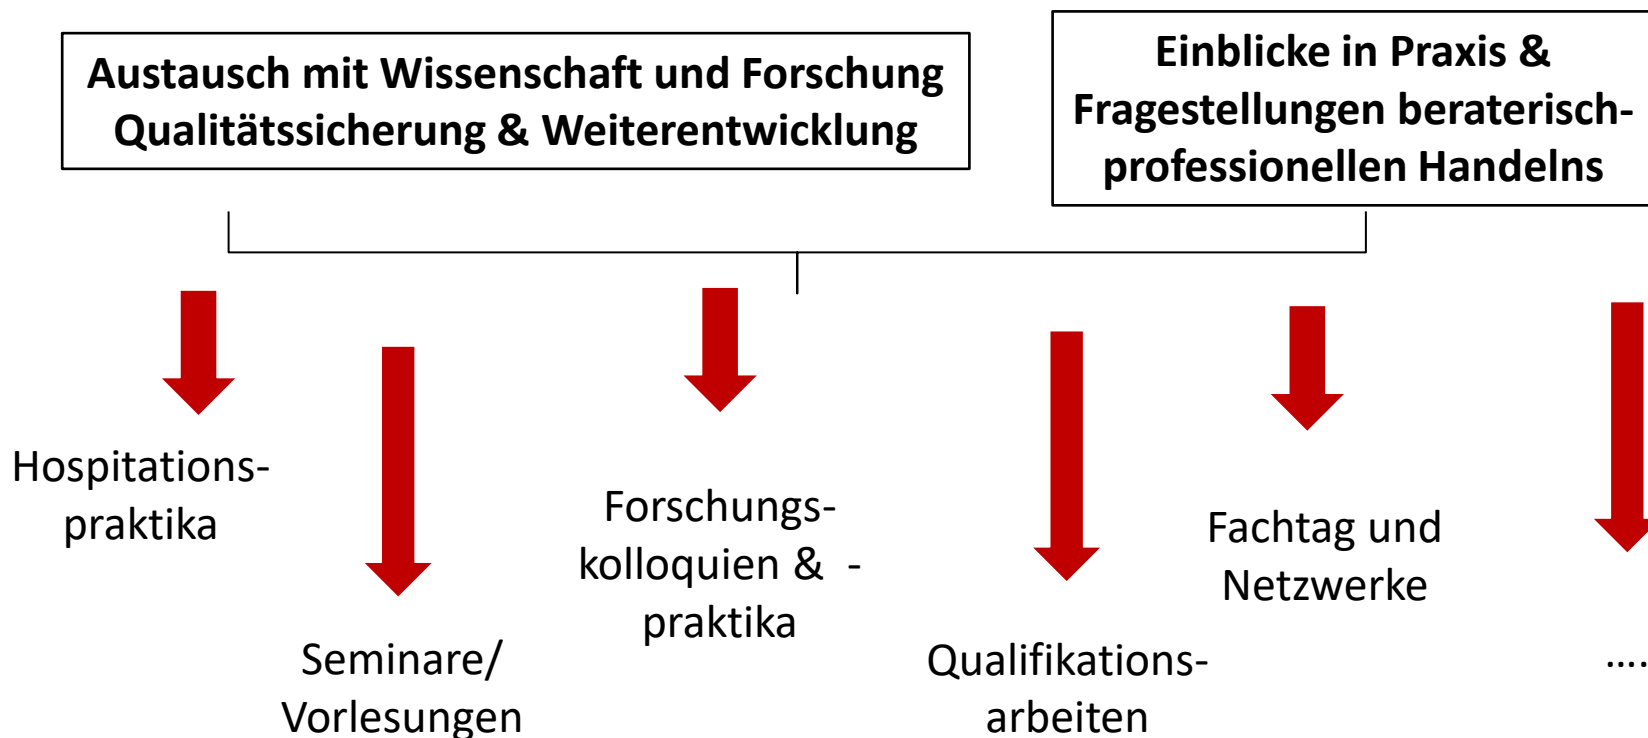 Austausch mit Wissenschaft und Forschung
Qualitätssicherung & Weiterentwicklung
Einblicke in Praxis &
Fragestellungen beraterisch-
professionellen Handelns
Hospitations-
praktika
Seminare/
Vorlesungen
Forschungs-
kolloquien &  -
praktika
Qualifikations-
arbeiten
Fachtag und
Netzwerke
....